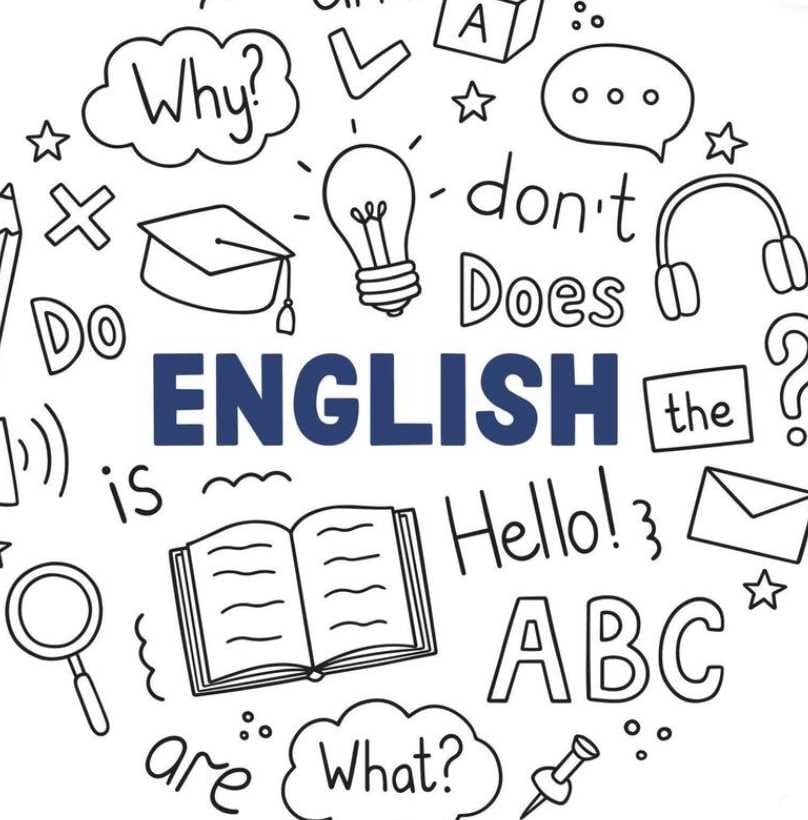 A
Why?
don't
Does
Do
ENGLISH
the
?
is
Hello!
ABC
are
What?